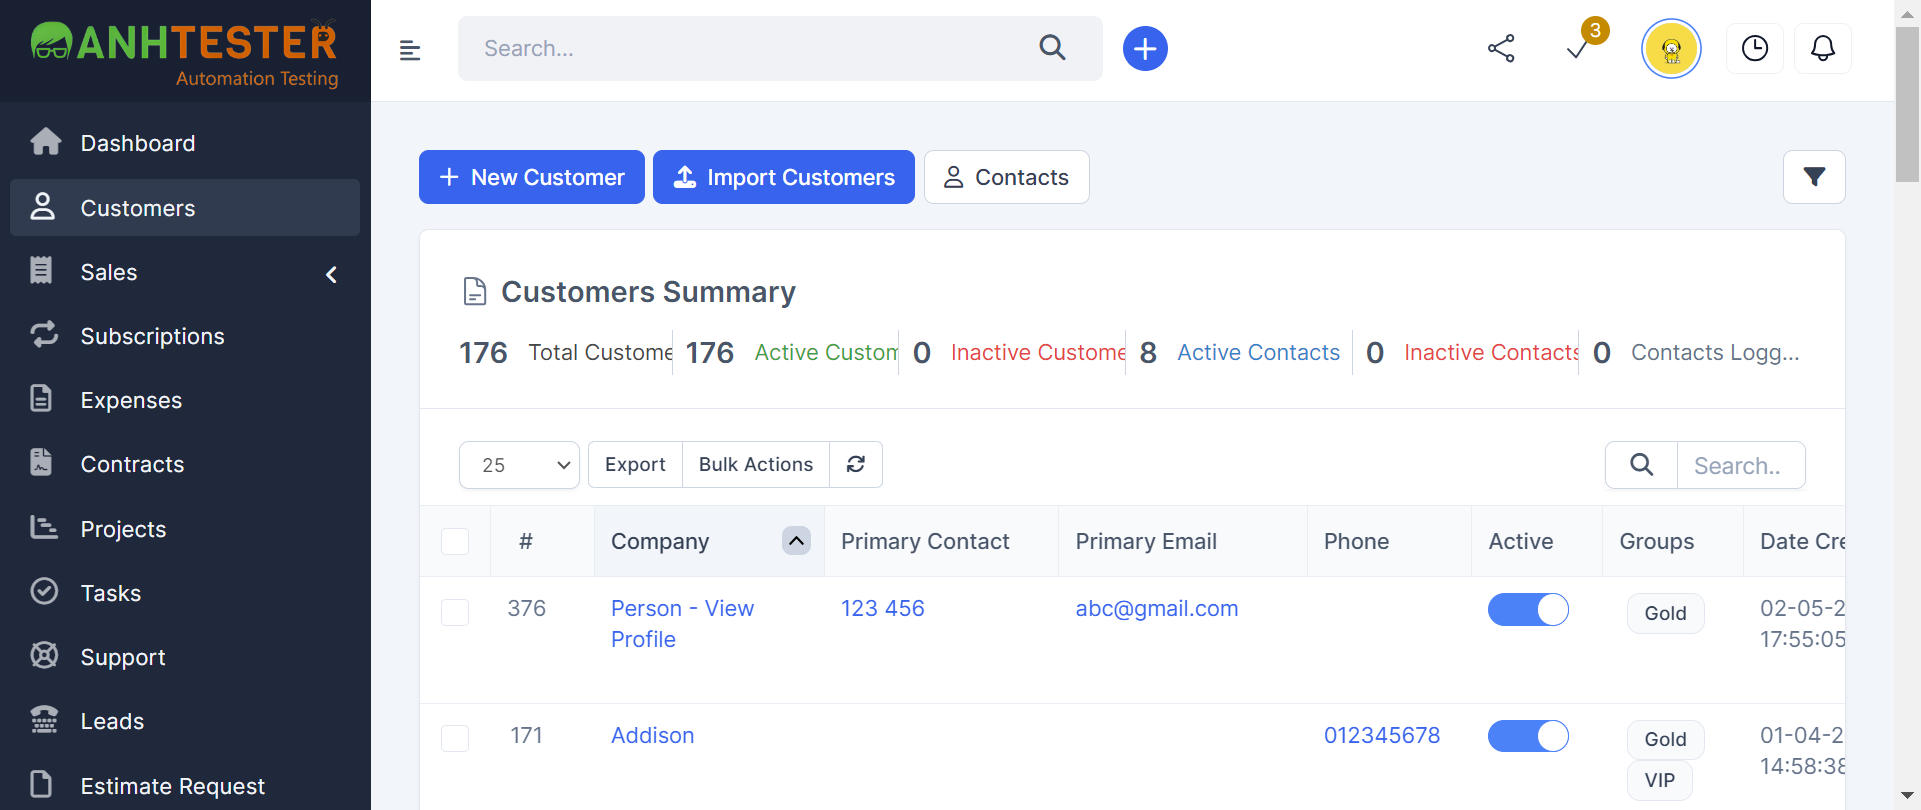 ANHTESTER
Automation Testing
Search...
3
Dashboard
Customers
Sales
Subscriptions
Expenses
Contracts
Projects
Tasks
Support
Leads
Estimate Request
New Customer
Import Customers
Contacts
Customers Summary
176 Total Custome
176 Active Custom
0 Inactive Custome
8 Active Contacts
0 Inactive Contacts
0 Contacts Logg...
25
Export
Bulk Actions
Search..
# Company Primary Contact Primary Email Phone Active Groups Date Cre
376 Person - View 123 456 abc@gmail.com Gold 02-05-2
Profile 17:55:05
171 Addison 012345678 Gold 01-04-2
VIP 14:58:38